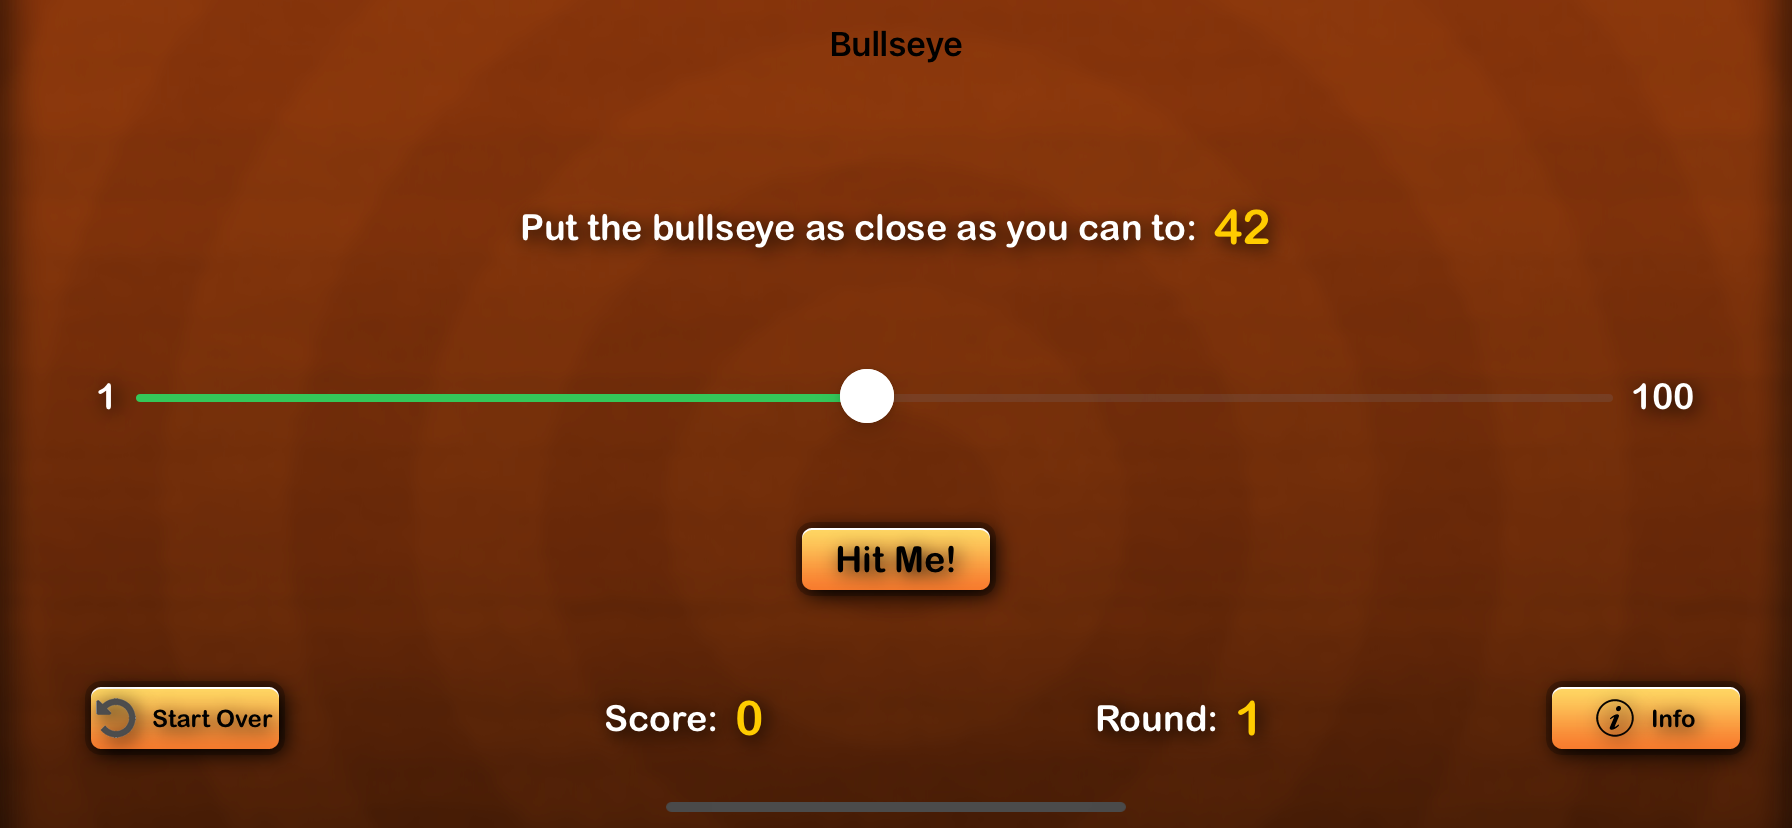 Bullseye
Put the bullseye as close as you can to: 42
1 100
Hit Me!
Start Over Score: 0 Round: 1 Info